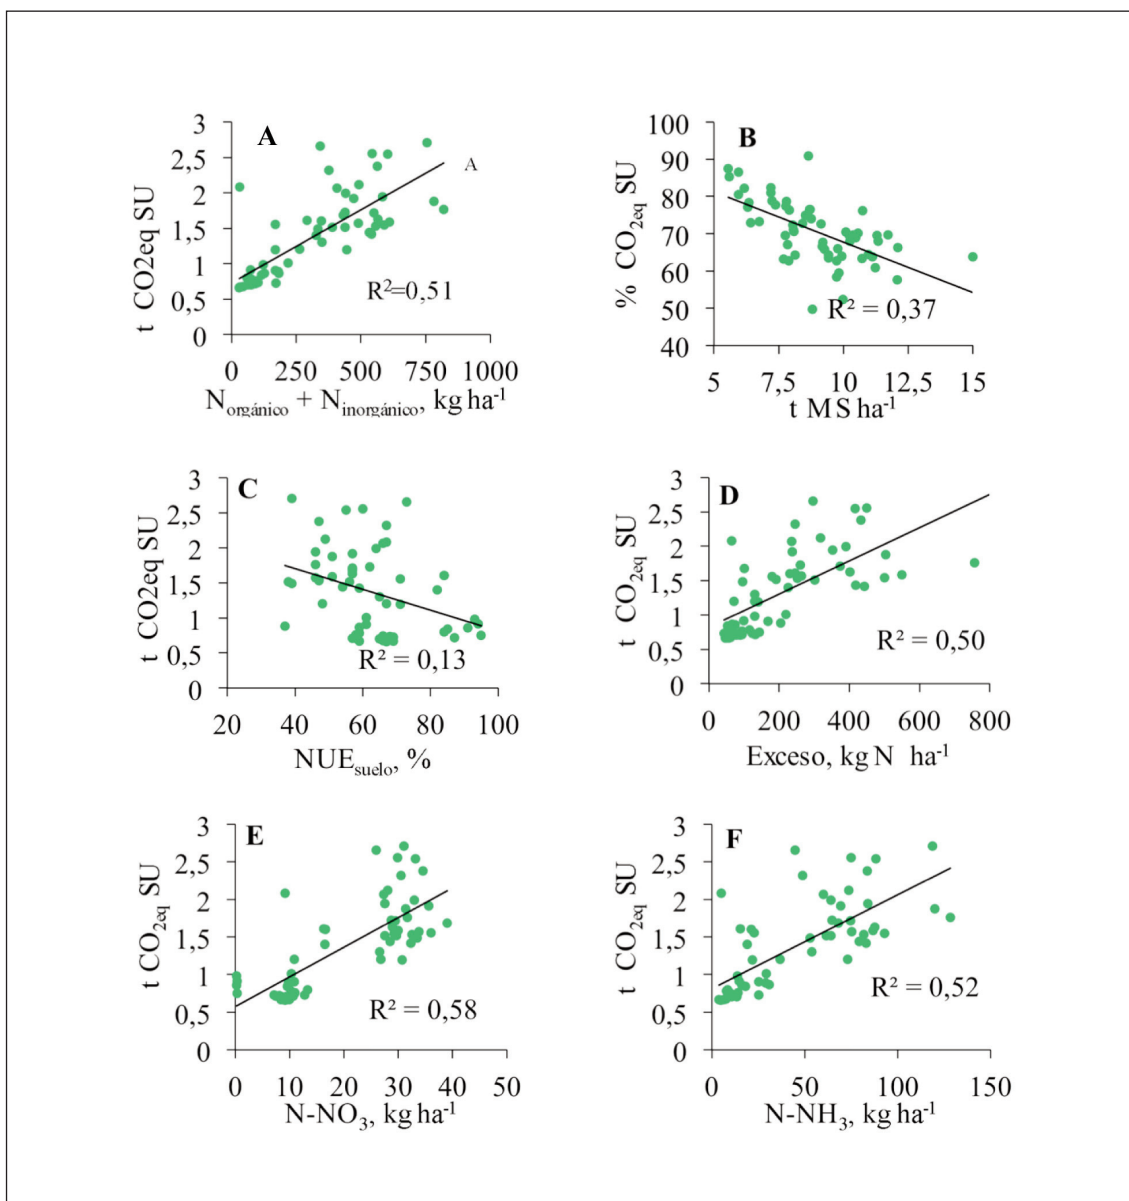 A
t CO2eq SU
3
2,5
2
1,5
1
0,5
0
A
R²=0,51
0 250 500 750 1000
Norgánico + Ninorgánico, kg ha-1
B
% CO2eq SU
100
90
80
70
60
50
40
R² = 0,37
5 7,5 10 12,5 15
t MS ha-1
C
t CO2eq SU
3
2,5
2
1,5
1
0,5
0
R² = 0,13
20 40 60 80 100
NUEsuelo, %
D
t CO2eq SU
3
2,5
2
1,5
1
0,5
0
R² = 0,50
0 200 400 600 800
Exceso, kg N ha-1
E
t CO2eq SU
3
2,5
2
1,5
1
0,5
0
R² = 0,58
0 10 20 30 40 50
N-NO3, kg ha-1
F
t CO2eq SU
3
2,5
2
1,5
1
0,5
0
R² = 0,52
0 50 100 150
N-NH3, kg ha-1